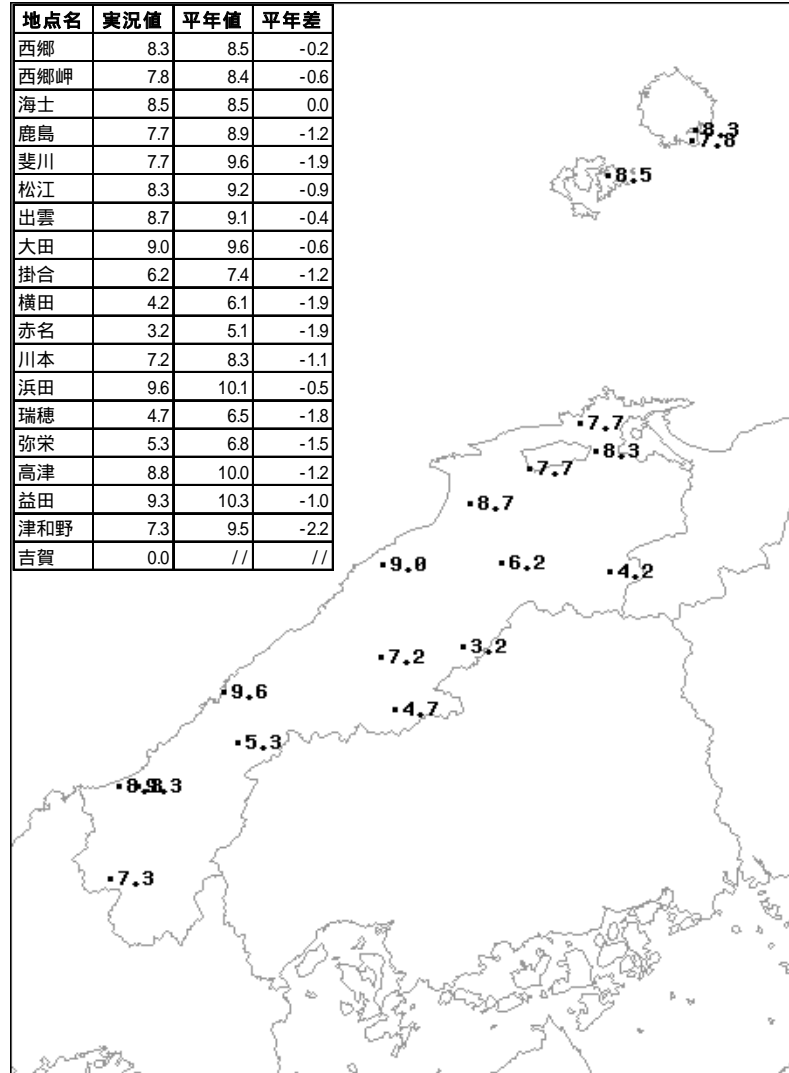 地点名 実況値 平年値 平年差
西郷 8.3 8.5 -0.2
西郷岬 7.8 8.4 -0.6
海士 8.5 8.5 0.0
鹿島 7.7 8.9 -1.2
斐川 7.7 9.6 -1.9
松江 8.3 9.2 -0.9
出雲 8.7 9.1 -0.4
大田 9.0 9.6 -0.6
掛合 6.2 7.4 -1.2
横田 4.2 6.1 -1.9
赤名 3.2 5.1 -1.9
川本 7.2 8.3 -1.1
浜田 9.6 10.1 -0.5
瑞穂 4.7 6.5 -1.8
弥栄 5.3 6.8 -1.5
高津 8.8 10.0 -1.2
益田 9.3 10.3 -1.0
津和野 7.3 9.5 -2.2
吉賀 0.0 // //
8.3
7.8
8.5
7.7
8.3
7.7
8.7
9.0
6.2
4.2
3.2
7.2
9.6
4.7
5.3
9.3
7.3